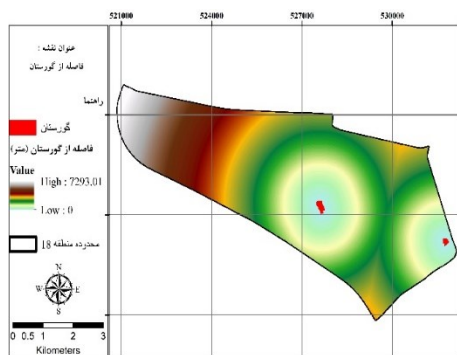 521000 524000 527000 530000
عنوان نقشه :
فاصله از گورستان
راهنما
گورستان
فاصله از گورستان (متر)
Value
High : 7293.01
Low : 0
محدوده منطقه 18
N
W E
S
0 0.5 1 2 3
Kilometers